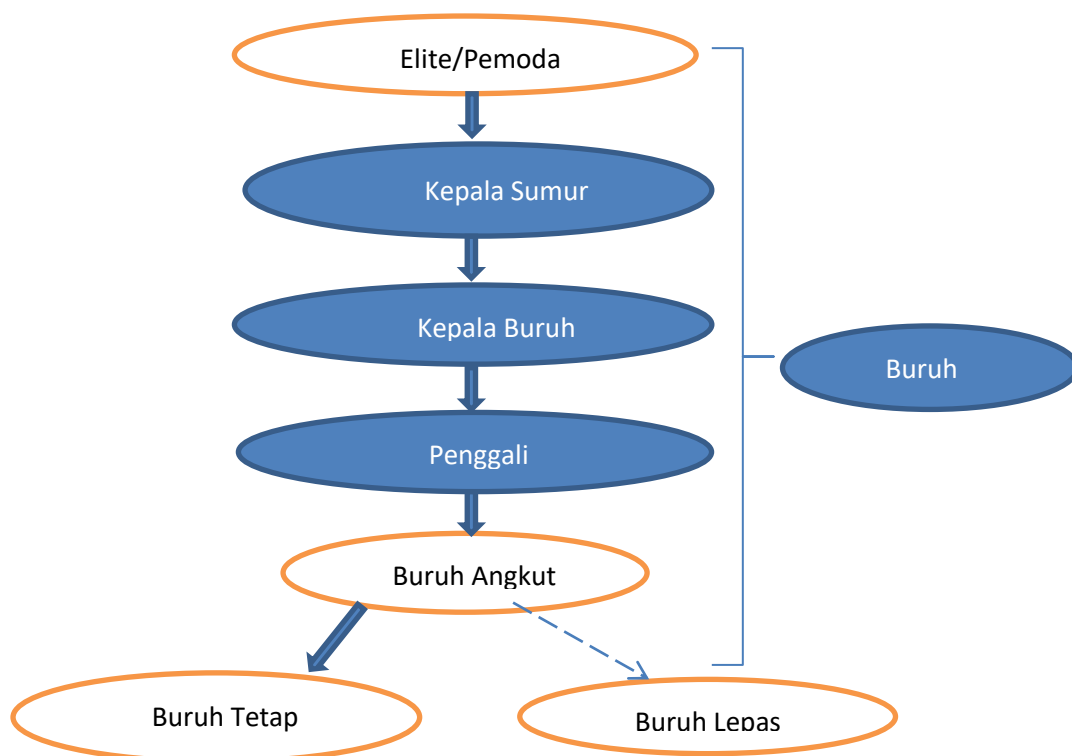 Elite/Pemoda
Kepala Sumur
Kepala Buruh
Buruh
Penggali
Buruh Angkut
Buruh Tetap
Buruh Lepas